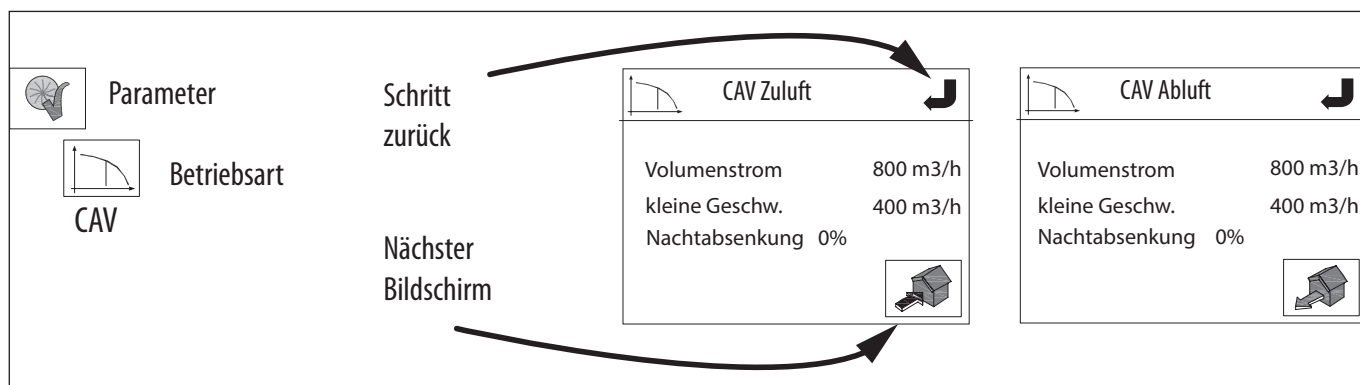 Parameter
Betriebsart
CAV
Schritt
zurück
Nächster
Bildschirm
CAV Zuluft
Volumenstrom 800 m3/h
kleine Geschw. 400 m3/h
Nachtabsenkung 0%
CAV Abluft
Volumenstrom 800 m3/h
kleine Geschw. 400 m3/h
Nachtabsenkung 0%